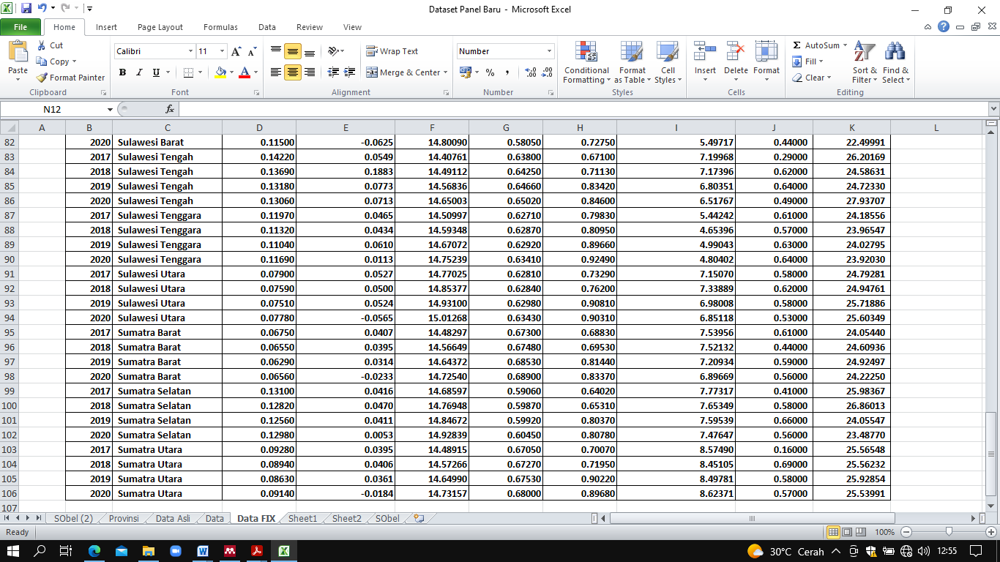 Dataset Panel Baru - Microsoft Excel
File Home Insert Page Layout Formulas Data Review View
Paste Cut Copy Format Painter Clipboard
Calibri 11 A A B I U A Font
Wrap Text Merge & Center Alignment
Number % , .00 .0 Number
Conditional Formatting Format as Table Cell Styles Styles
Insert Delete Format Cells
Σ AutoSum Fill Clear Sort & Filter Find & Select Editing
N12 fx
A B C D E F G H I J K L
82 2020 Sulawesi Barat 0.11500 -0.0625 14.80090 0.58050 0.72750 5.49717 0.44000 22.49991
83 2017 Sulawesi Tengah 0.14220 0.0549 14.40761 0.63800 0.67100 7.19968 0.29000 26.20169
84 2018 Sulawesi Tengah 0.13690 0.1883 14.49112 0.64250 0.71130 7.17396 0.62000 24.58631
85 2019 Sulawesi Tengah 0.13180 0.0773 14.56836 0.64660 0.83420 6.80351 0.64000 24.72330
86 2020 Sulawesi Tengah 0.13060 0.0713 14.65003 0.65020 0.84600 6.51767 0.49000 27.93707
87 2017 Sulawesi Tenggara 0.11970 0.0465 14.50997 0.62710 0.79830 5.44242 0.61000 24.18556
88 2018 Sulawesi Tenggara 0.11320 0.0434 14.59348 0.62870 0.80950 4.65396 0.57000 23.96547
89 2019 Sulawesi Tenggara 0.11040 0.0610 14.67072 0.62920 0.89660 4.99043 0.63000 24.02795
90 2020 Sulawesi Tenggara 0.11690 0.0113 14.75239 0.63410 0.92490 4.80402 0.64000 23.92030
91 2017 Sulawesi Utara 0.07900 0.0527 14.77025 0.62810 0.73290 7.15070 0.58000 24.79281
92 2018 Sulawesi Utara 0.07590 0.0500 14.85377 0.62840 0.76200 7.33889 0.62000 24.94761
93 2019 Sulawesi Utara 0.07510 0.0524 14.93100 0.62980 0.90810 6.98008 0.58000 25.71886
94 2020 Sulawesi Utara 0.07780 -0.0565 15.01268 0.63430 0.90310 6.85118 0.53000 25.60349
95 2017 Sumatra Barat 0.06750 0.0407 14.48297 0.67300 0.68830 7.53956 0.61000 24.05440
96 2018 Sumatra Barat 0.06550 0.0395 14.56649 0.67480 0.69530 7.52132 0.44000 24.60936
97 2019 Sumatra Barat 0.06290 0.0314 14.64372 0.68530 0.81440 7.20934 0.59000 24.92497
98 2020 Sumatra Barat 0.06560 -0.0233 14.72540 0.68900 0.83370 6.89669 0.56000 24.22250
99 2017 Sumatra Selatan 0.13100 0.0416 14.68597 0.59060 0.64020 7.77317 0.41000 25.98367
100 2018 Sumatra Selatan 0.12820 0.0470 14.76948 0.59870 0.65310 7.65349 0.58000 26.86013
101 2019 Sumatra Selatan 0.12560 0.0411 14.84672 0.59920 0.80370 7.59539 0.66000 24.05547
102 2020 Sumatra Selatan 0.12980 0.0053 14.92839 0.60450 0.80780 7.47647 0.56000 23.48770
103 2017 Sumatra Utara 0.09280 0.0395 14.48915 0.67050 0.70070 8.57490 0.16000 25.56548
104 2018 Sumatra Utara 0.08940 0.0406 14.57266 0.67270 0.71950 8.45105 0.69000 25.56232
105 2019 Sumatra Utara 0.08630 0.0361 14.64990 0.67530 0.90220 8.49781 0.58000 25.92854
106 2020 Sumatra Utara 0.09140 -0.0184 14.73157 0.68000 0.89680 8.62371 0.57000 25.53991
107
SObel (2) Provinsi Data Asli Data Data FIX Sheet1 Sheet2 SObel
Ready 100%
30°C Cerah 12:55